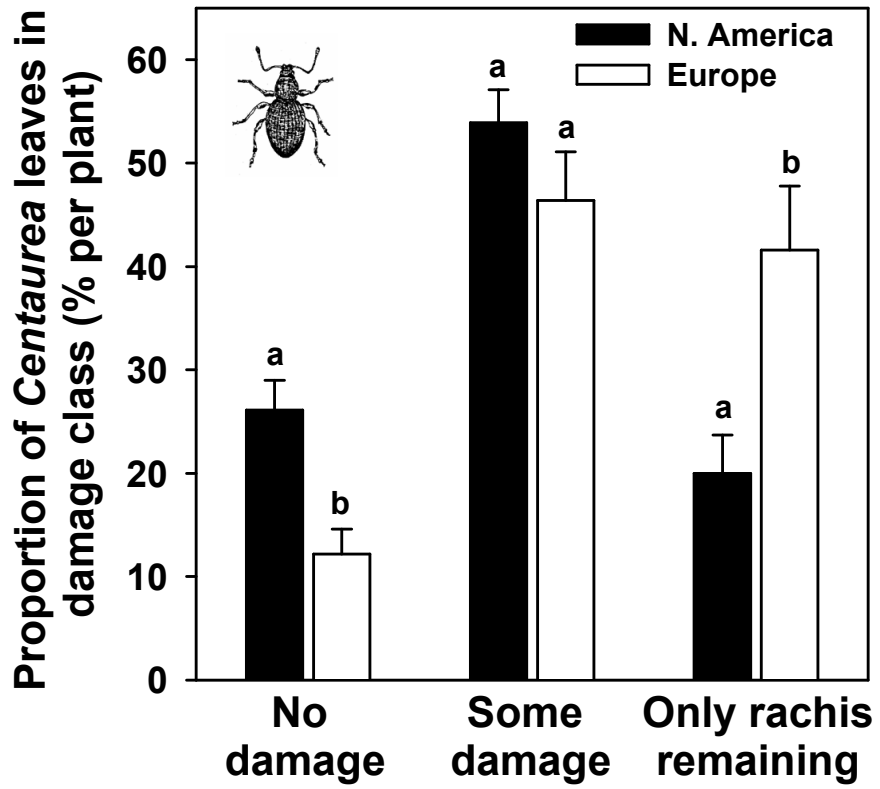 Proportion of Centaurea leaves in
damage class (% per plant)
60
50
40
30
20
10
0
N. America
Europe
a
b
a
a
a
b
No
damage
Some
damage
Only rachis
remaining